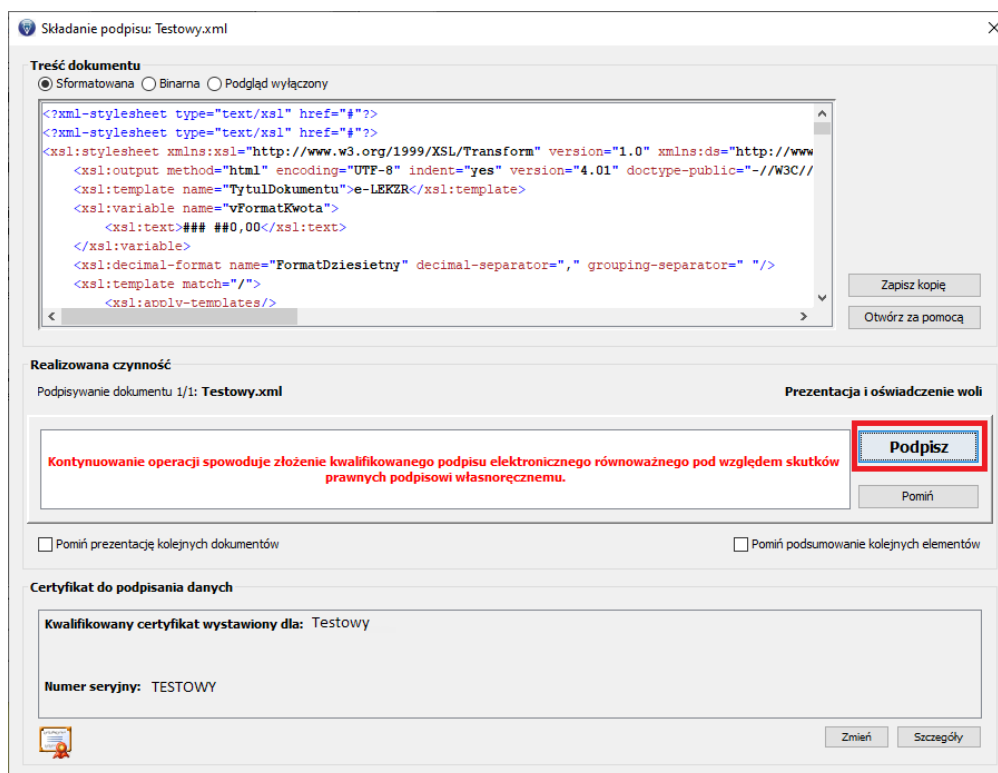 Składanie podpisu: Testowy.xml
Treść dokumentu
Sformatowana Binarna Podgląd wyłączony
<?xml-stylesheet type="text/xsl" href="#"?>
<?xml-stylesheet type="text/xsl" href="#"?>
<xsl:stylesheet xmlns:xsl="http://www.w3.org/1999/XSL/Transform" version="1.0" xmlns:ds="http://www
<xsl:output method="html" encoding="UTF-8" indent="yes" version="4.01" doctype-public="-//W3C//
<xsl:template name="TytulDokumentu">e-LEKZR</xsl:template>
<xsl:variable name="vFormatKwota">
<xsl:text>### ##0,00</xsl:text>
</xsl:variable>
<xsl:decimal-format name="FormatDziesietny" decimal-separator="," grouping-separator=" "/>
<xsl:template match="/">
<xsl:apply-templates/>
Zapisz kopię
Otwórz za pomocą
Realizowana czynność
Podpisywanie dokumentu 1/1: Testowy.xml Prezentacja i oświadczenie woli
Kontynuowanie operacji spowoduje złożenie kwalifikowanego podpisu elektronicznego równoważnego pod względem skutków
prawnych podpisowi własnoręcznemu.
Podpisz
Pomiń
Pomiń prezentację kolejnych dokumentów Pomiń podsumowanie kolejnych elementów
Certyfikat do podpisania danych
Kwalifikowany certyfikat wystawiony dla: Testowy
Numer seryjny: TESTOWY
Zmień Szczegóły